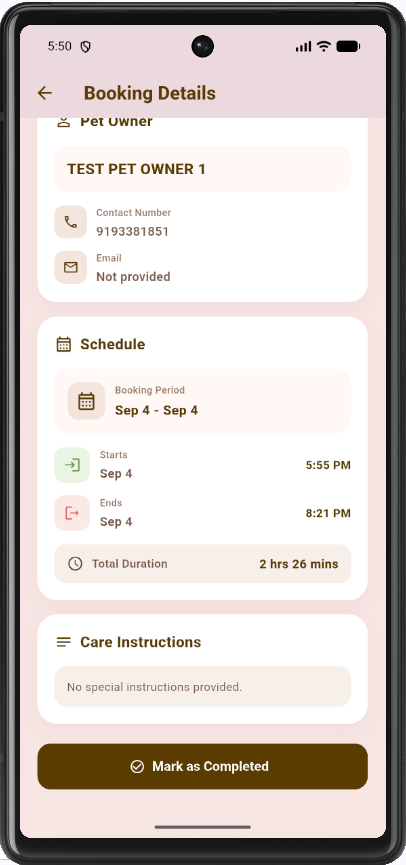 5:50
Booking Details
Pet Owner
TEST PET OWNER 1
Contact Number
9193381851
Email
Not provided
Schedule
Booking Period
Sep 4 - Sep 4
Starts
Sep 4
5:55 PM
Ends
Sep 4
8:21 PM
Total Duration
2 hrs 26 mins
Care Instructions
No special instructions provided.
Mark as Completed